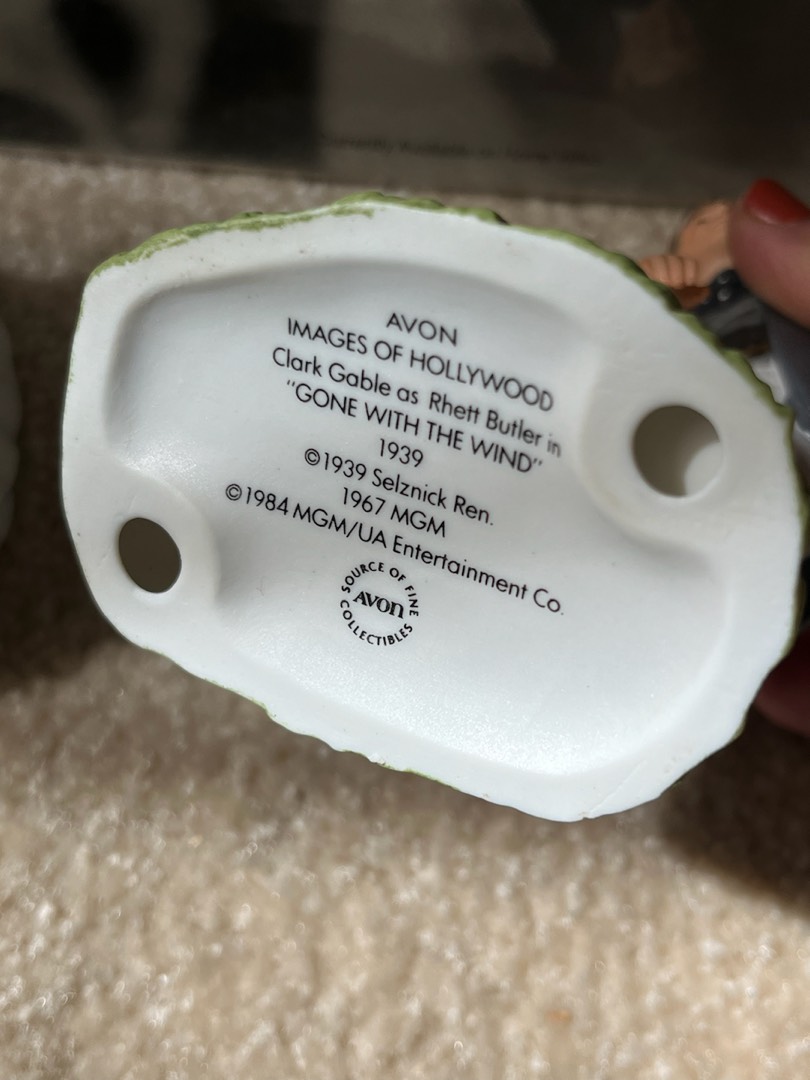 AVON
IMAGES OF HOLLYWOOD
Clark Gable as Rhett Butler in
"GONE WITH THE WIND"
1939
©1939 Selznick Ren.
1967 MGM
©1984 MGM/UA Entertainment Co.
SOURCE OF FINE
AVON
COLLECTIBLES